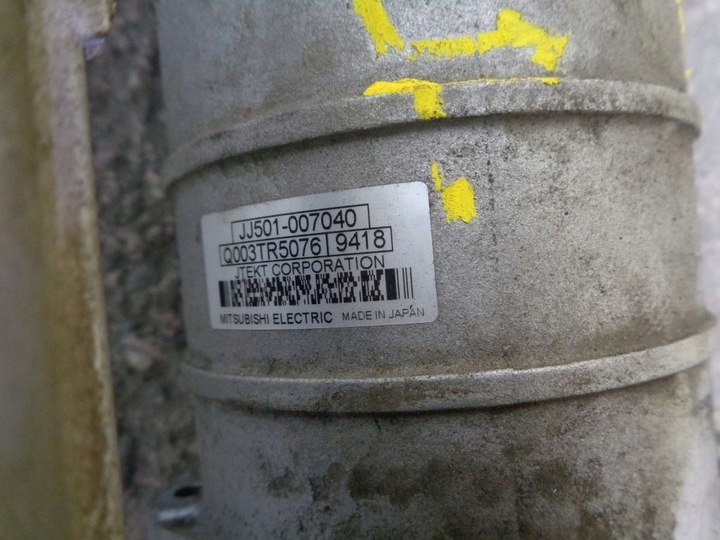 JJ501-007040
Q003TR5076 9418
JTEKT CORPORATION
MITSUBISHI ELECTRIC MADE IN JAPAN